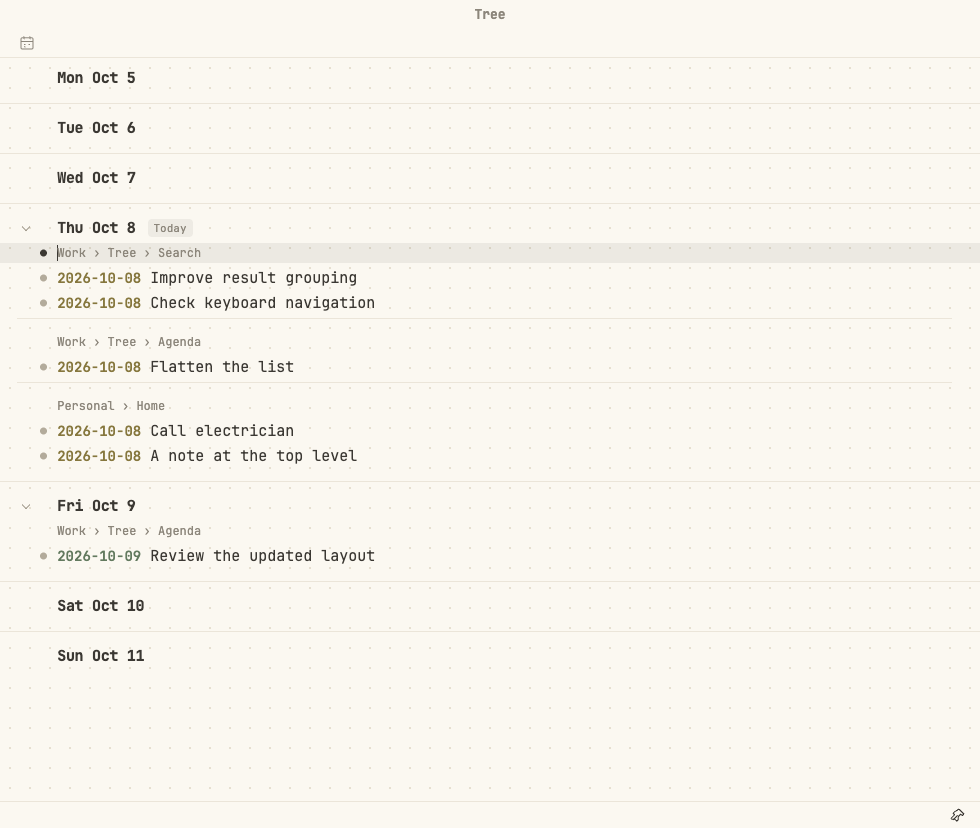 Tree
Mon Oct 5
Tue Oct 6
Wed Oct 7
Thu Oct 8 Today
Work › Tree › Search
2026-10-08 Improve result grouping
2026-10-08 Check keyboard navigation
Work › Tree › Agenda
2026-10-08 Flatten the list
Personal › Home
2026-10-08 Call electrician
2026-10-08 A note at the top level
Fri Oct 9
Work › Tree › Agenda
2026-10-09 Review the updated layout
Sat Oct 10
Sun Oct 11